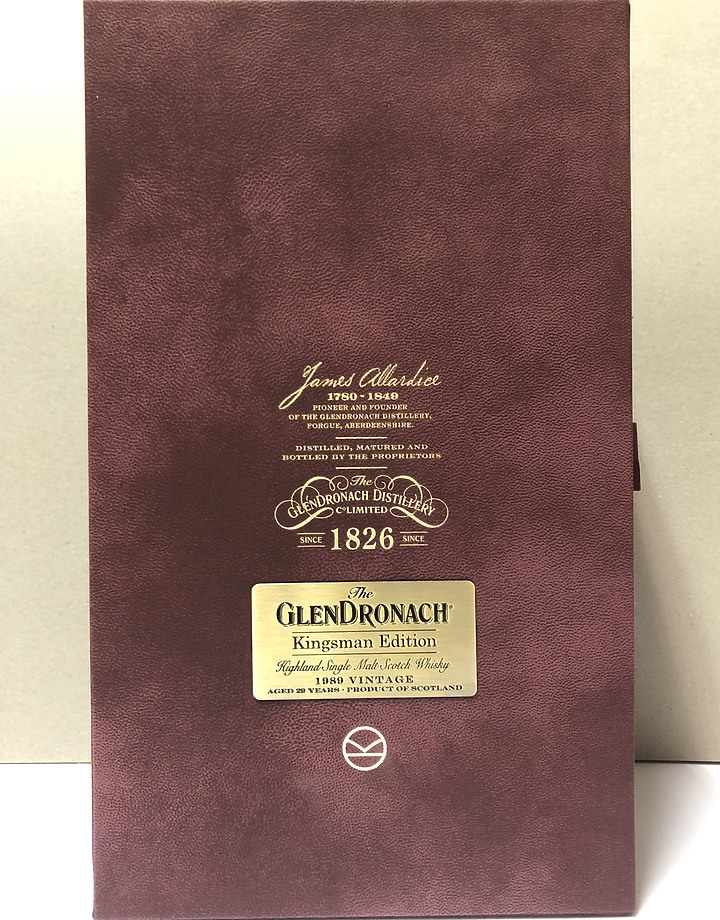 James Allardice
1780 - 1849
PIONEER AND FOUNDER
OF THE GLENDRONACH DISTILLERY,
FORGUE, ABERDEENSHIRE.
DISTILLED, MATURED AND
BOTTLED BY THE PROPRIETORS
The
GLENDRONACH DISTILLERY
Co LIMITED
SINCE 1826 SINCE
The
GLENDRONACH®
Kingsman Edition
Highland Single Malt Scotch Whisky
1989 VINTAGE
AGED 29 YEARS · PRODUCT OF SCOTLAND